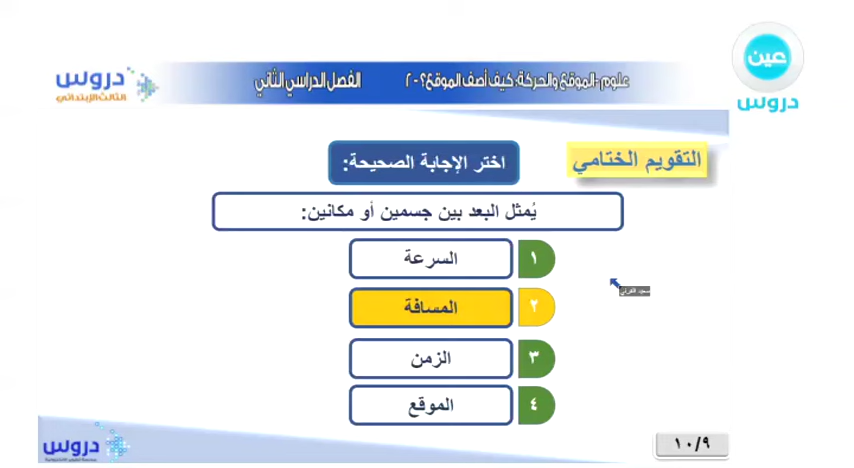 عين
دروس
علوم :الموقع والحركة: كيف أصف الموقع؟ -٢
الفصل الدراسي الثاني
دروس
الثالث الإبتدائي
التقويم الختامي
اختر الإجابة الصحيحة:
يُمثل البعد بين جسمين أو مكانين:
١
السرعة
٢
المسافة
٣
الزمن
٤
الموقع
دروس
١٠/٩